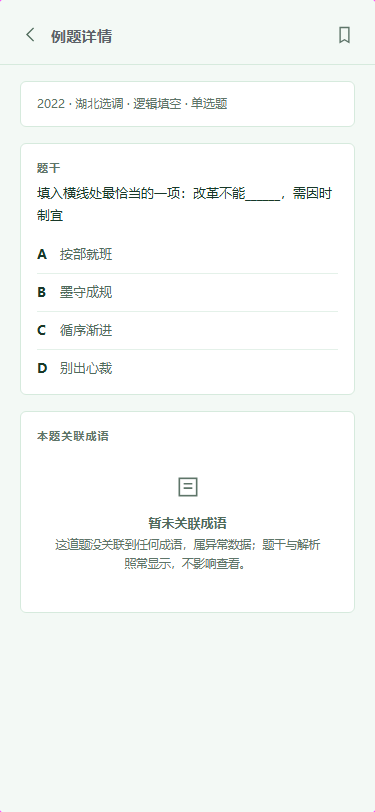 例题详情
2022 · 湖北选调 · 逻辑填空 · 单选题
题干
填入横线处最恰当的一项：改革不能______，需因时
制宜
A 按部就班
B 墨守成规
C 循序渐进
D 别出心裁
本题关联成语
暂未关联成语
这道题没关联到任何成语，属异常数据；题干与解析
照常显示，不影响查看。